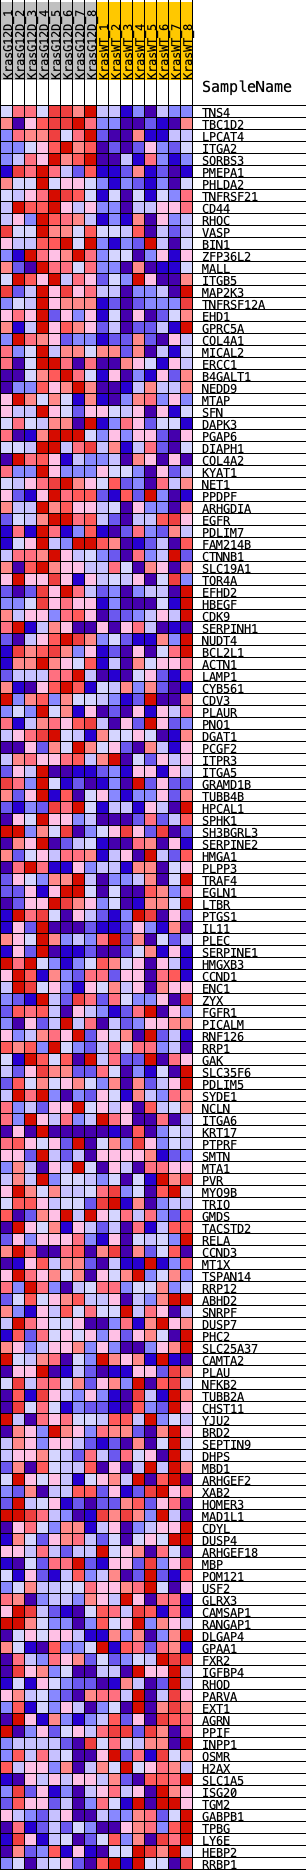 KrasG12D_1
KrasG12D_2
KrasG12D_3
KrasG12D_4
KrasG12D_5
KrasG12D_6
KrasG12D_7
KrasG12D_8
KrasWT_1
KrasWT_2
KrasWT_3
KrasWT_4
KrasWT_5
KrasWT_6
KrasWT_7
KrasWT_8
SampleName
TNS4
TBC1D2
LPCAT4
ITGA2
SORBS3
PMEPA1
PHLDA2
TNFRSF21
CD44
RHOC
VASP
BIN1
ZFP36L2
MALL
ITGB5
MAP2K3
TNFRSF12A
EHD1
GPRC5A
COL4A1
MICAL2
ERCC1
B4GALT1
NEDD9
MTAP
SFN
DAPK3
PGAP6
DIAPH1
COL4A2
KYAT1
NET1
PPDPF
ARHGDIA
EGFR
PDLIM7
FAM214B
CTNNB1
SLC19A1
TOR4A
EFHD2
HBEGF
CDK9
SERPINH1
NUDT4
BCL2L1
ACTN1
LAMP1
CYB561
CDV3
PLAUR
PNO1
DGAT1
PCGF2
ITPR3
ITGA5
GRAMD1B
TUBB4B
HPCAL1
SPHK1
SH3BGRL3
SERPINE2
HMGA1
PLPP3
TRAF4
EGLN1
LTBR
PTGS1
IL11
PLEC
SERPINE1
HMGXB3
CCND1
ENC1
ZYX
FGFR1
PICALM
RNF126
RRP1
GAK
SLC35F6
PDLIM5
SYDE1
NCLN
ITGA6
KRT17
PTPRF
SMTN
MTA1
PVR
MYO9B
TRIO
GMDS
TACSTD2
RELA
CCND3
MT1X
TSPAN14
RRP12
ABHD2
SNRPF
DUSP7
PHC2
SLC25A37
CAMTA2
PLAU
NFKB2
TUBB2A
CHST11
YJU2
BRD2
SEPTIN9
DHPS
MBD1
ARHGEF2
XAB2
HOMER3
MAD1L1
CDYL
DUSP4
ARHGEF18
MBP
POM121
USF2
GLRX3
CAMSAP1
RANGAP1
DLGAP4
GPAA1
FXR2
IGFBP4
RHOD
PARVA
EXT1
AGRN
PPIF
INPP1
OSMR
H2AX
SLC1A5
ISG20
TGM2
GABPB1
TPBG
LY6E
HEBP2
RRBP1